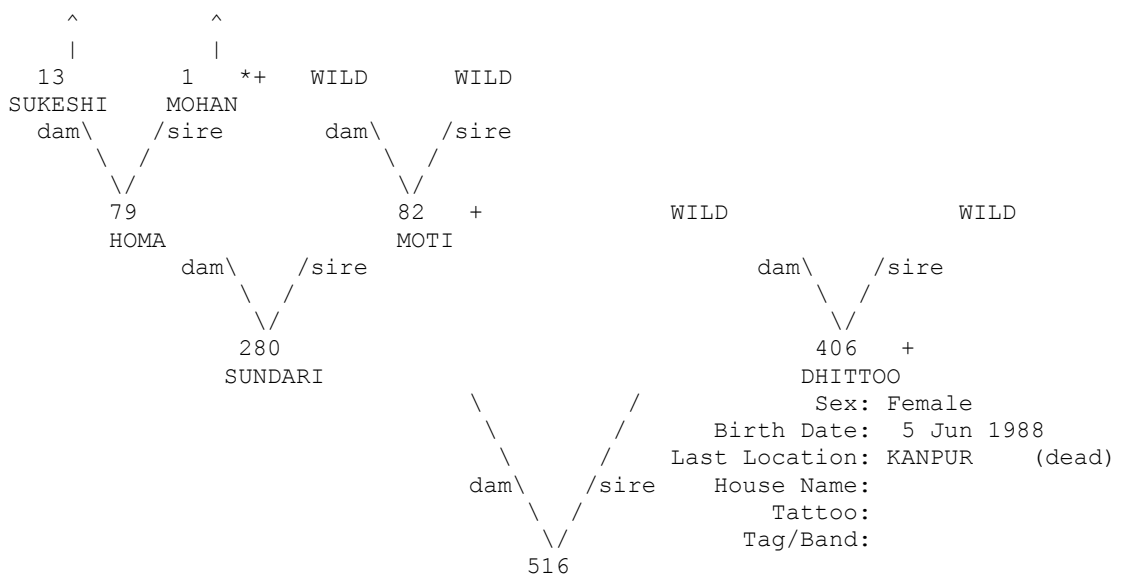 ^ ^
| |
13 1 *+ WILD WILD
SUKESHI MOHAN
dam\ /sire dam\ /sire
\ / \ /
\/ \/
79 82 + WILD WILD
HOMA MOTI
dam\ /sire dam\ /sire
\ / \ /
\/ \/
280 406 +
SUNDARI DHITTOO
\ / Sex: Female
\ / Birth Date: 5 Jun 1988
\ / Last Location: KANPUR (dead)
dam\ /sire House Name:
\ / Tattoo:
\/ Tag/Band:
516